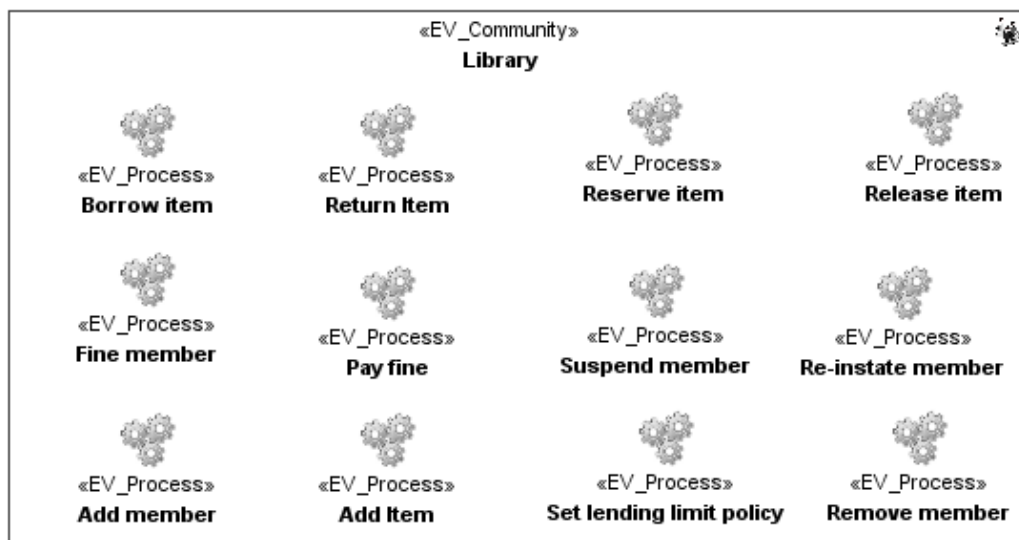 «EV_Community»
Library
«EV_Process»
Borrow item
«EV_Process»
Return Item
«EV_Process»
Reserve item
«EV_Process»
Release item
«EV_Process»
Fine member
«EV_Process»
Pay fine
«EV_Process»
Suspend member
«EV_Process»
Re-instate member
«EV_Process»
Add member
«EV_Process»
Add Item
«EV_Process»
Set lending limit policy
«EV_Process»
Remove member